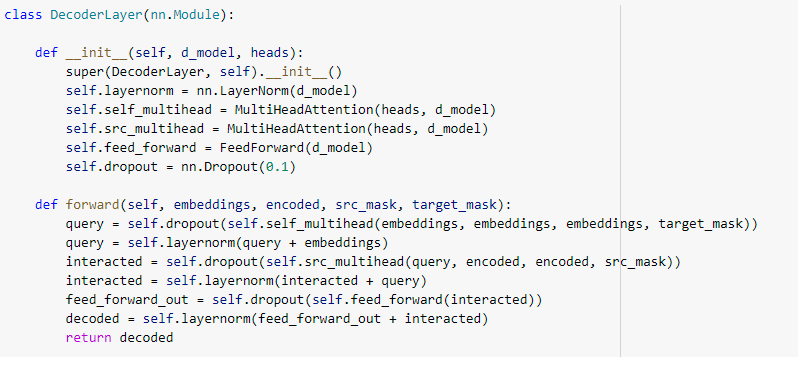 class DecoderLayer(nn.Module):
    def __init__(self, d_model, heads):
        super(DecoderLayer, self).__init__()
        self.layernorm = nn.LayerNorm(d_model)
        self.self_multihead = MultiHeadAttention(heads, d_model)
        self.src_multihead = MultiHeadAttention(heads, d_model)
        self.feed_forward = FeedForward(d_model)
        self.dropout = nn.Dropout(0.1)
    def forward(self, embeddings, encoded, src_mask, target_mask):
        query = self.dropout(self.self_multihead(embeddings, embeddings, embeddings, target_mask))
        query = self.layernorm(query + embeddings)
        interacted = self.dropout(self.src_multihead(query, encoded, encoded, src_mask))
        interacted = self.layernorm(interacted + query)
        feed_forward_out = self.dropout(self.feed_forward(interacted))
        decoded = self.layernorm(feed_forward_out + interacted)
        return decoded